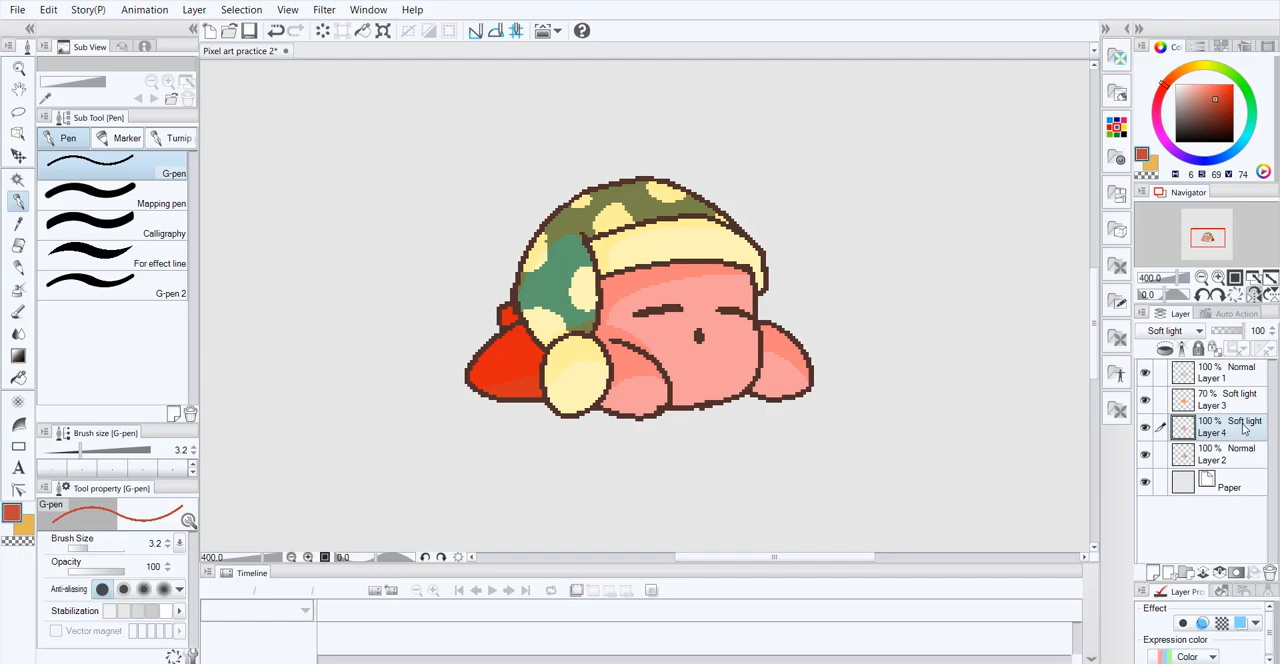 File Edit Story(P) Animation Layer Selection View Filter Window Help
Pixel art practice 2*
Sub View
Sub Tool [Pen]
Pen Marker Turnip
G-pen
Mapping pen
Calligraphy
For effect line
G-pen 2
Brush size [G-pen]
3.2
Tool property [G-pen]
G-pen
Brush Size 3.2
Opacity 100
Anti-aliasing
Stabilization
Vector magnet
400.0 0.0
Timeline
Co
H 6 S 69 V 74
Navigator
400.0
0.0
Layer Auto Action
Soft light 100
100 % Normal
Layer 1
70 % Soft light
Layer 3
100 % Soft light
Layer 4
100 % Normal
Layer 2
Paper
Layer Pro
Effect
Expression color
Color